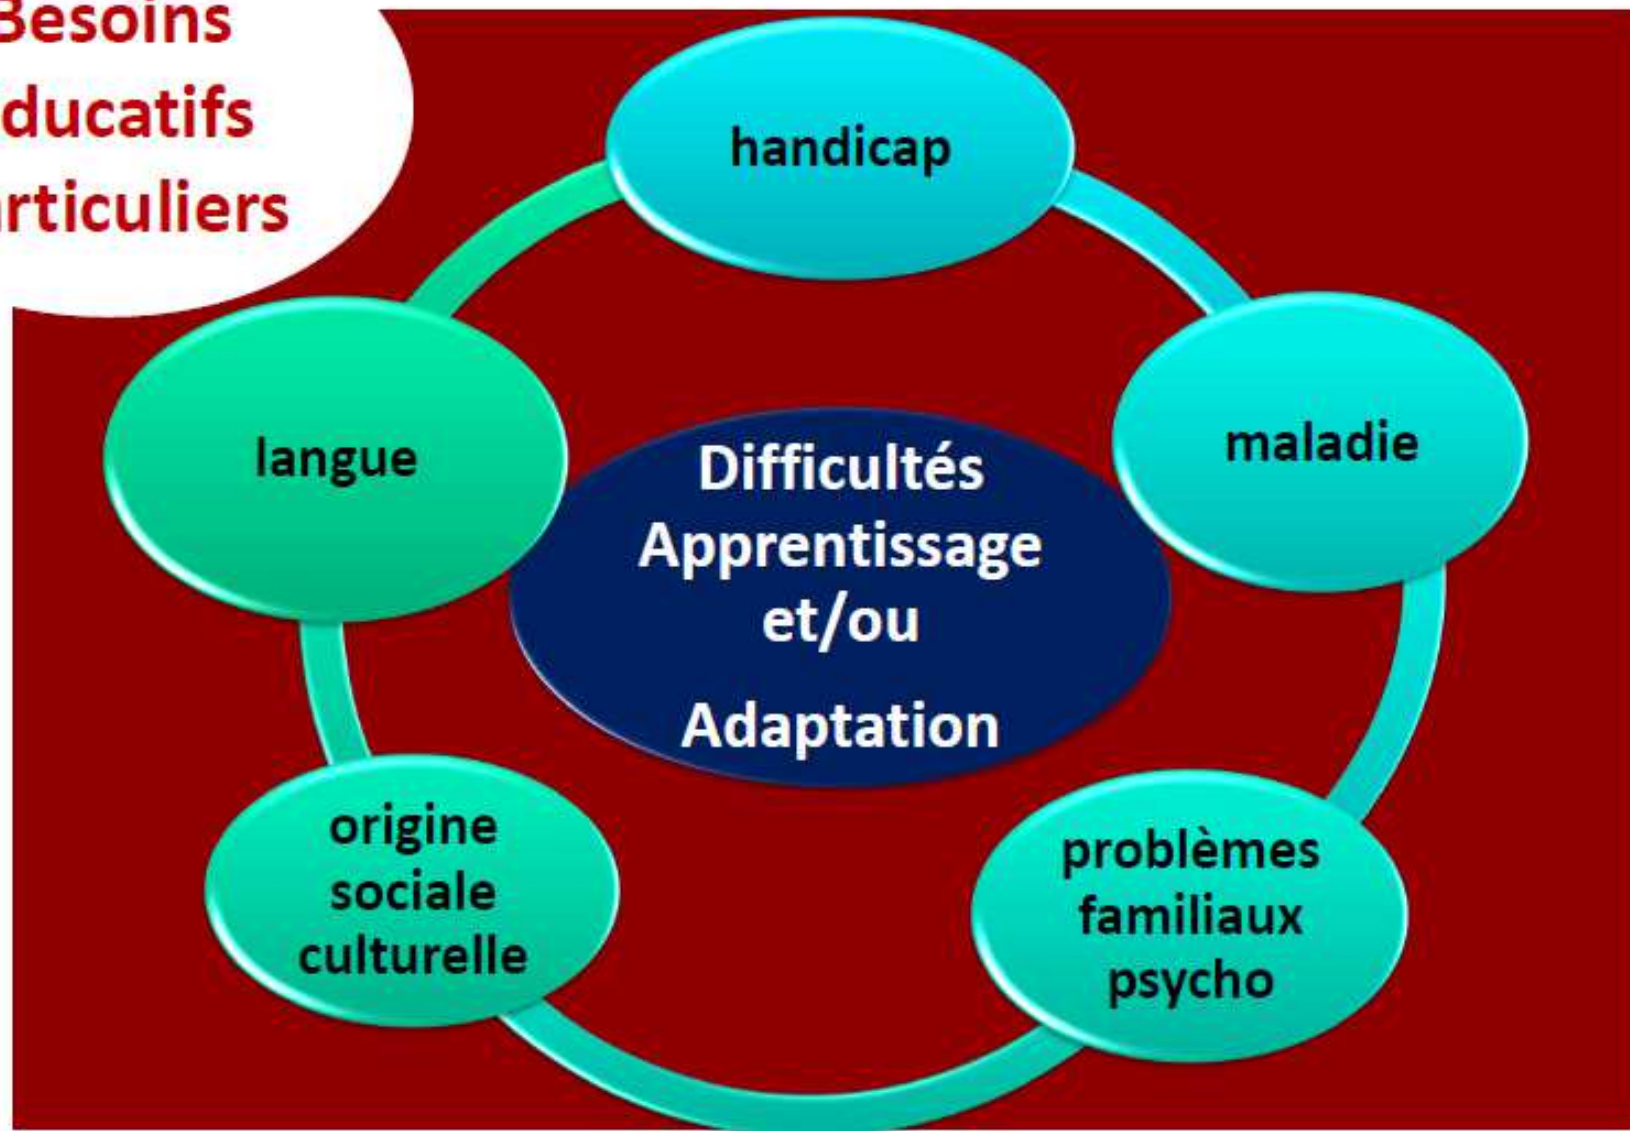 Besoins
ducatifs
rticuliers
handicap
langue
maladie
Difficultés
Apprentissage
et/ou
Adaptation
origine
sociale
culturelle
problèmes
familiaux
psycho